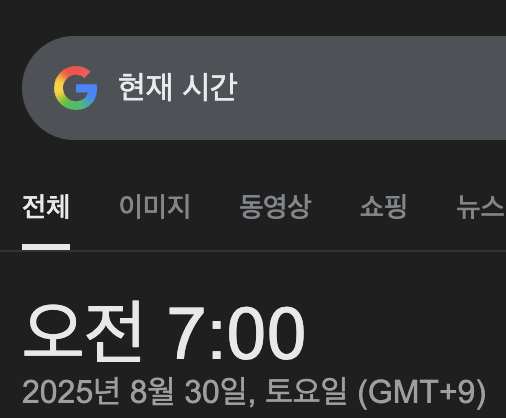 현재 시간
전체 이미지 동영상 쇼핑 뉴스
오전 7:00
2025년 8월 30일, 토요일 (GMT+9)